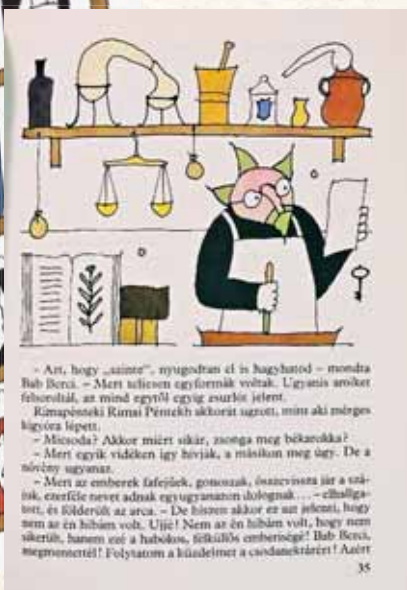 – Azt, hogy „szinte”, nyugodtan el is hagyhatod – mondta
Bab Berci. – Mert teljesen egyformák voltak. Ugyanis amiket
felsoroltál, az mind egytől egyig zsurlót jelent.
Rimapénteki Rimai Péntekh akkorát ugrott, mint aki mérges
kígyóra lépett.
– Micsoda? Akkor miért sikár, zsonga meg békarokka?
– Mert egyik vidéken így hívják, a másikon meg úgy. De a
növény ugyanaz.
– Mert az emberek fafejűek, gonoszak, összevissza jár a szá-
juk, ezerféle nevet adnak egyugyanazon dolognak . . . – elhallga-
tott, és földerült az arca. – De hiszen akkor ez azt jelenti, hogy
nem az én hibám volt. Ujjé! Nem az én hibám volt, hogy nem
sikerült, hanem ezé a habókos, félküllős emberiségé! Bab Berci,
megmentettél! Folytatom a küzdelmet a csodanektárért! Azért
35